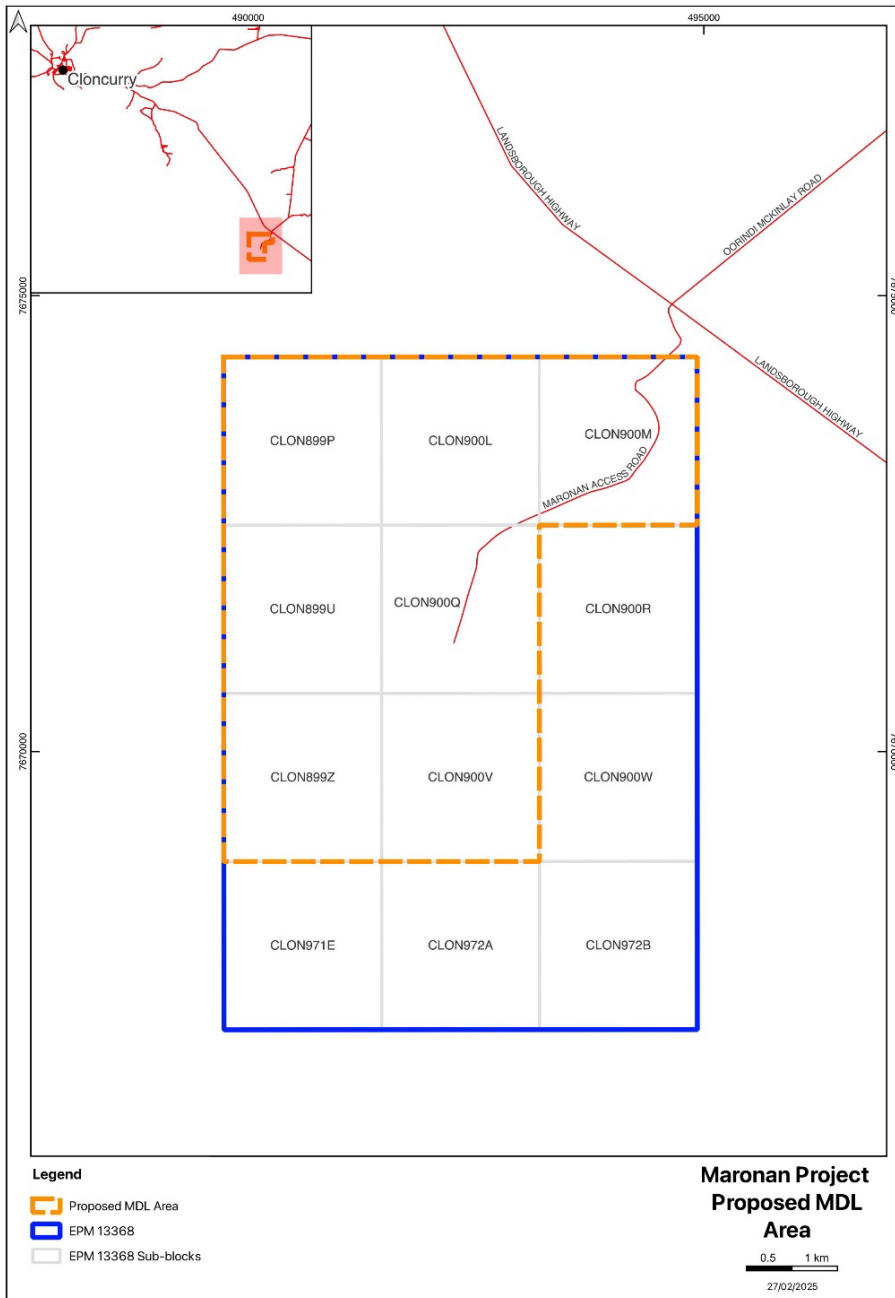 490000
495000
Cloncurry
LANDSBOROUGH HIGHWAY
OORINDI MCKINLAY ROAD
7675000
7675000
LANDSBOROUGH HIGHWAY
CLON899P
CLON900L
CLON900M
MARONAN ACCESS ROAD
CLON899U
CLON900Q
CLON900R
7670000
7670000
CLON899Z
CLON900V
CLON900W
CLON971E
CLON972A
CLON972B
Legend
Proposed MDL Area
EPM 13368
EPM 13368 Sub-blocks
Maronan Project
Proposed MDL
Area
0.5 1 km
27/02/2025